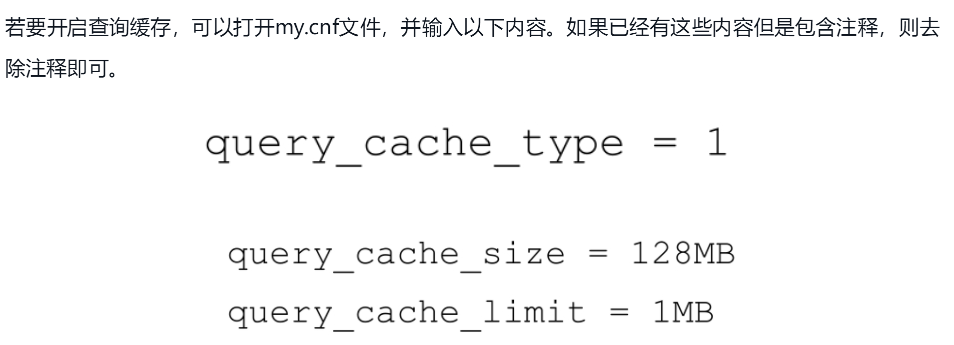 若要开启查询缓存，可以打开my.cnf文件，并输入以下内容。如果已经有这些内容但是包含注释，则去
除注释即可。
query_cache_type = 1
query_cache_size = 128MB
query_cache_limit = 1MB